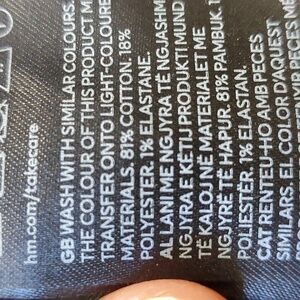 hm.com/takecare
GB WASH WITH SIMILAR COLOURS.
THE COLOUR OF THIS PRODUCT M
TRANSFER ONTO LIGHT-COLOURE
MATERIALS. 81% COTTON. 18%
POLYESTER. 1% ELASTANE.
AL LANI ME NGJYRA TË NGJASHM
NGJYRA E KËTIJ PRODUKTI MUND
TË KALOJ NË MATERIALET ME
NGJYRË TË HAPUR. 81% PAMBUK. 1
POLIESTËR. 1% ELASTAN.
CAT RENTEU-HO AMB PECES
SIMILARS. EL COLOR D'AQUEST